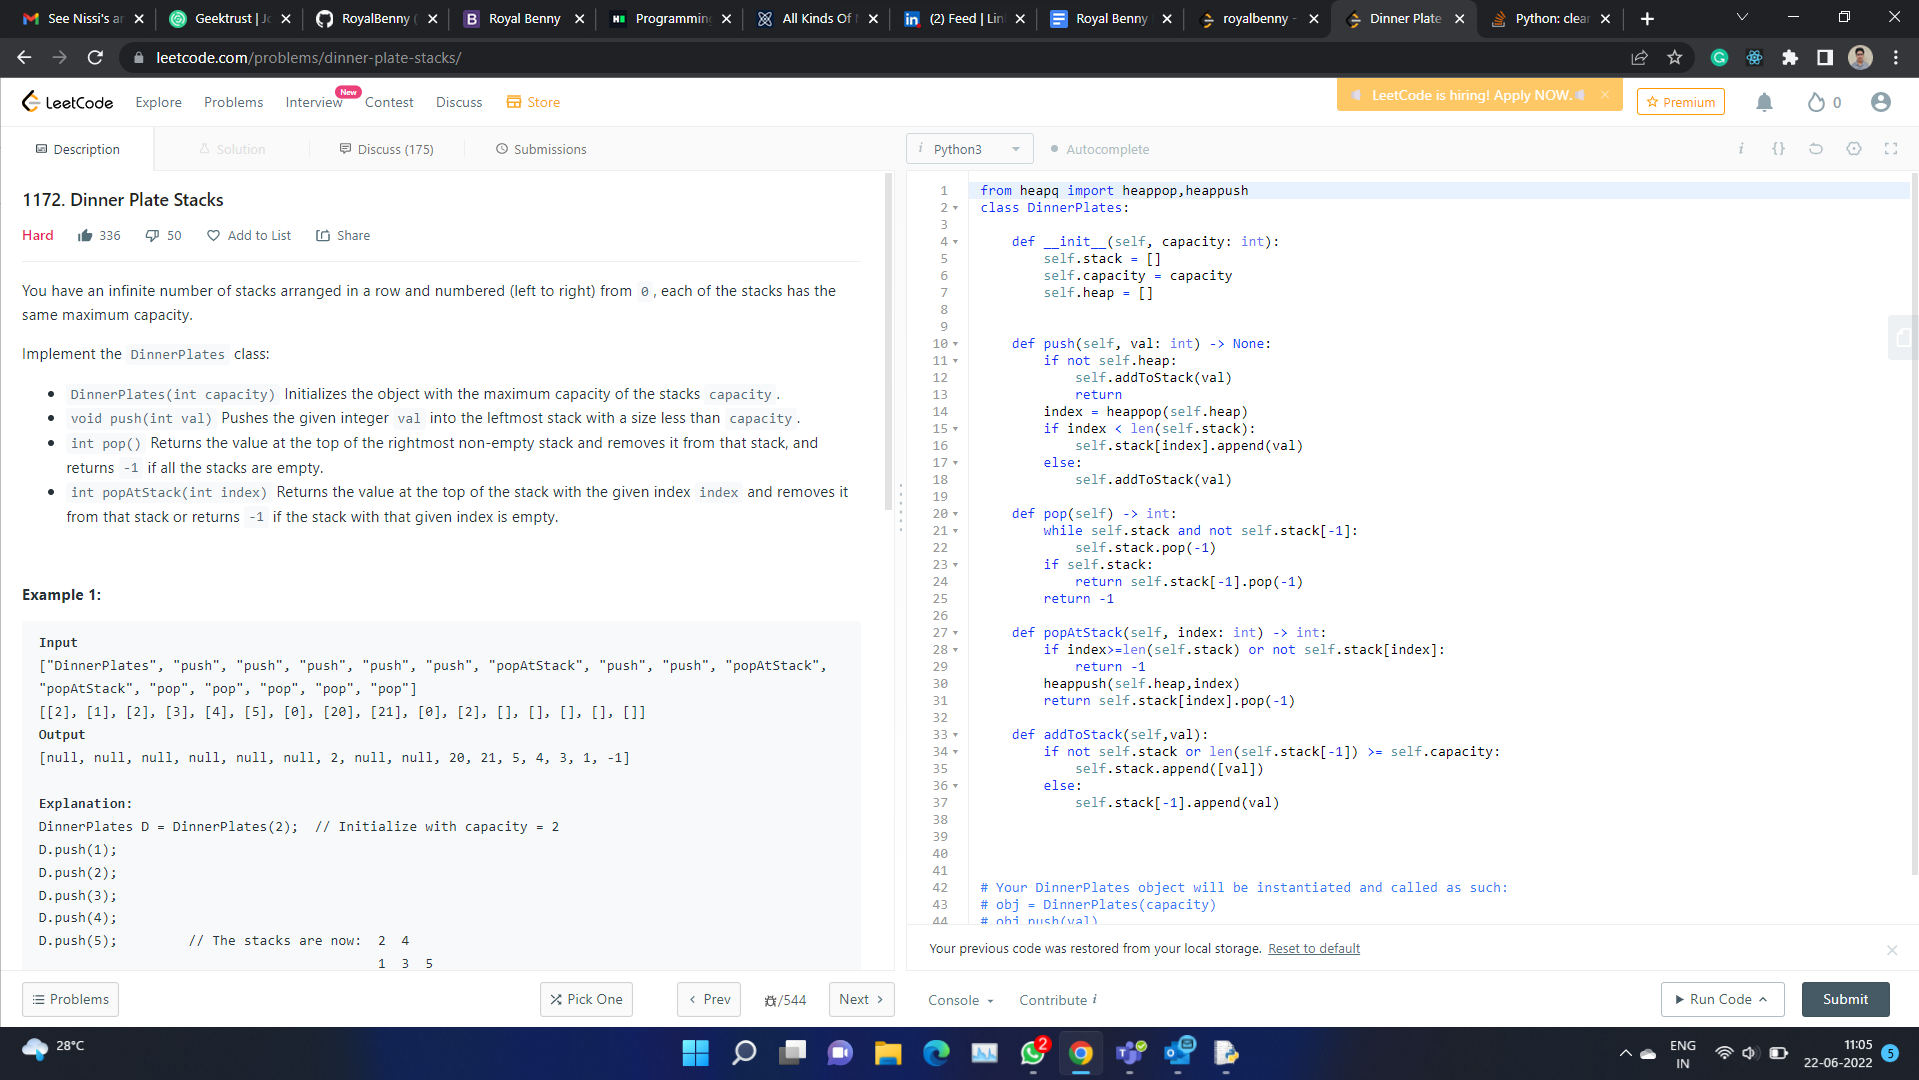 See Nissi's ar
Geektrust | Jo
RoyalBenny (
Royal Benny
Programming
All Kinds Of N
(2) Feed | Lin
Royal Benny
royalbenny -
Dinner Plate
Python: clear
leetcode.com/problems/dinner-plate-stacks/
LeetCode
Explore
Problems
Interview
New
Contest
Discuss
Store
LeetCode is hiring! Apply NOW.
Premium
0
Description
Solution
Discuss (175)
Submissions
i Python3
Autocomplete
1172. Dinner Plate Stacks
Hard 336 50 Add to List Share
You have an infinite number of stacks arranged in a row and numbered (left to right) from 0, each of the stacks has the
same maximum capacity.
Implement the DinnerPlates class:
DinnerPlates(int capacity) Initializes the object with the maximum capacity of the stacks capacity.
void push(int val) Pushes the given integer val into the leftmost stack with a size less than capacity.
int pop() Returns the value at the top of the rightmost non-empty stack and removes it from that stack, and
returns -1 if all the stacks are empty.
int popAtStack(int index) Returns the value at the top of the stack with the given index index and removes it
from that stack or returns -1 if the stack with that given index is empty.
Example 1:
Input
["DinnerPlates", "push", "push", "push", "push", "push", "popAtStack", "push", "push", "popAtStack",
"popAtStack", "pop", "pop", "pop", "pop", "pop"]
[[2], [1], [2], [3], [4], [5], [0], [20], [21], [0], [2], [], [], [], [], []]
Output
[null, null, null, null, null, null, 2, null, null, 20, 21, 5, 4, 3, 1, -1]
Explanation:
DinnerPlates D = DinnerPlates(2);  // Initialize with capacity = 2
D.push(1);
D.push(2);
D.push(3);
D.push(4);
D.push(5);         // The stacks are now:  2  4
1  3  5
Problems
Pick One
Prev
/544
Next
1 from heapq import heappop,heappush
2 class DinnerPlates:
3
4     def __init__(self, capacity: int):
5         self.stack = []
6         self.capacity = capacity
7         self.heap = []
8
9
10     def push(self, val: int) -> None:
11         if not self.heap:
12             self.addToStack(val)
13             return
14         index = heappop(self.heap)
15         if index < len(self.stack):
16             self.stack[index].append(val)
17         else:
18             self.addToStack(val)
19
20     def pop(self) -> int:
21         while self.stack and not self.stack[-1]:
22             self.stack.pop(-1)
23         if self.stack:
24             return self.stack[-1].pop(-1)
25         return -1
26
27     def popAtStack(self, index: int) -> int:
28         if index>=len(self.stack) or not self.stack[index]:
29             return -1
30         heappush(self.heap,index)
31         return self.stack[index].pop(-1)
32
33     def addToStack(self,val):
34         if not self.stack or len(self.stack[-1]) >= self.capacity:
35             self.stack.append([val])
36         else:
37             self.stack[-1].append(val)
38
39
40
41
42 # Your DinnerPlates object will be instantiated and called as such:
43 # obj = DinnerPlates(capacity)
44 # obj.push(val)
Your previous code was restored from your local storage. Reset to default
Console
Contribute i
Run Code
Submit
28°C
2
ENG
IN
11:05
22-06-2022
5